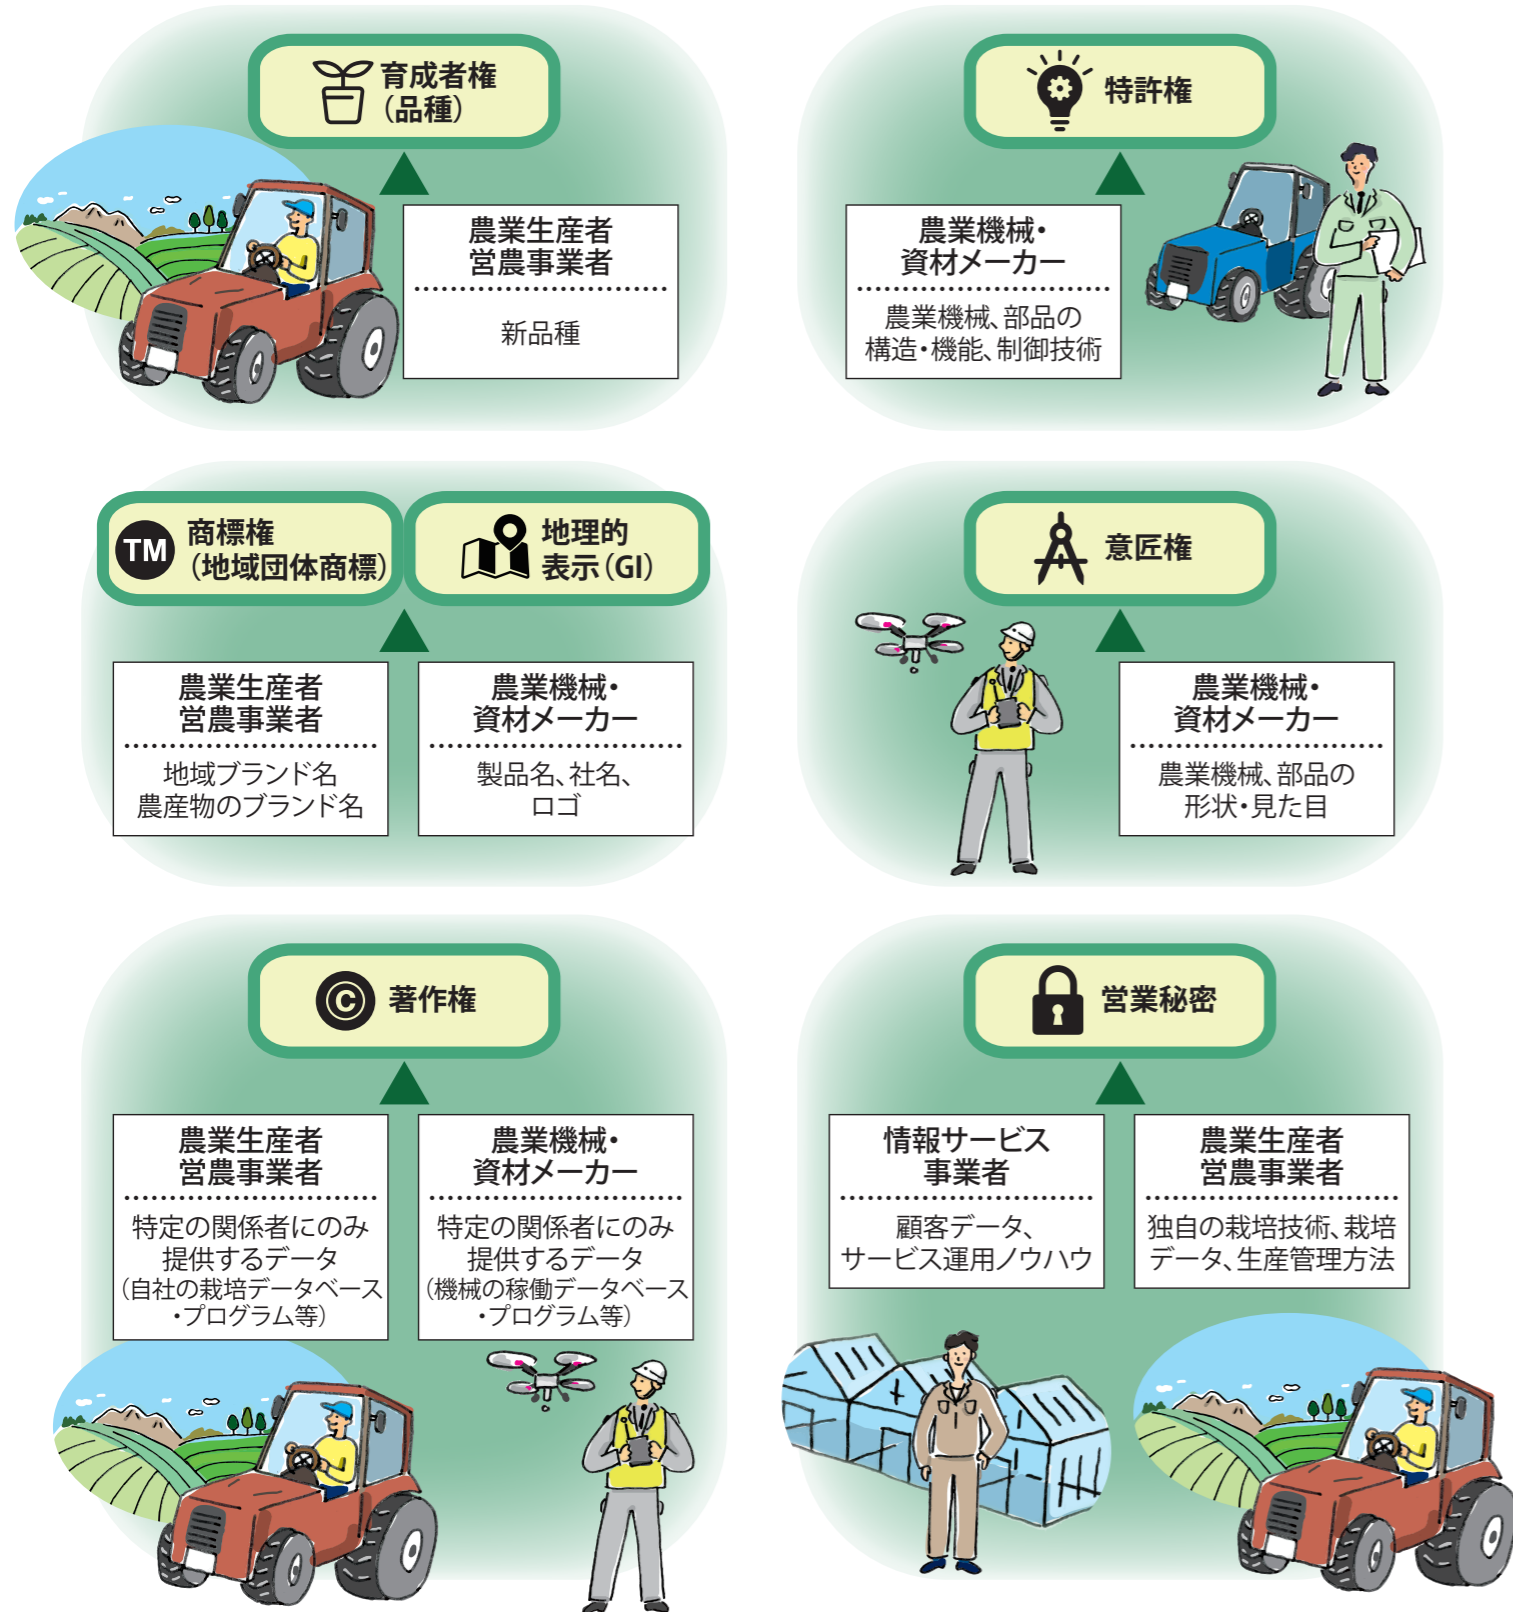 育成者権
（品種）
農業生産者
営農事業者
新品種
特許権
農業機械・
資材メーカー
農業機械、部品の
構造・機能、制御技術
TM
商標権
（地域団体商標）
地理的
表示（GI）
農業生産者
営農事業者
地域ブランド名
農産物のブランド名
農業機械・
資材メーカー
製品名、社名、
ロゴ
意匠権
農業機械・
資材メーカー
農業機械、部品の
形状・見た目
©
著作権
農業生産者
営農事業者
特定の関係者にのみ
提供するデータ
（自社の栽培データベース
・プログラム等）
農業機械・
資材メーカー
特定の関係者にのみ
提供するデータ
（機械の稼働データベース
・プログラム等）
営業秘密
情報サービス
事業者
顧客データ、
サービス運用ノウハウ
農業生産者
営農事業者
独自の栽培技術、栽培
データ、生産管理方法